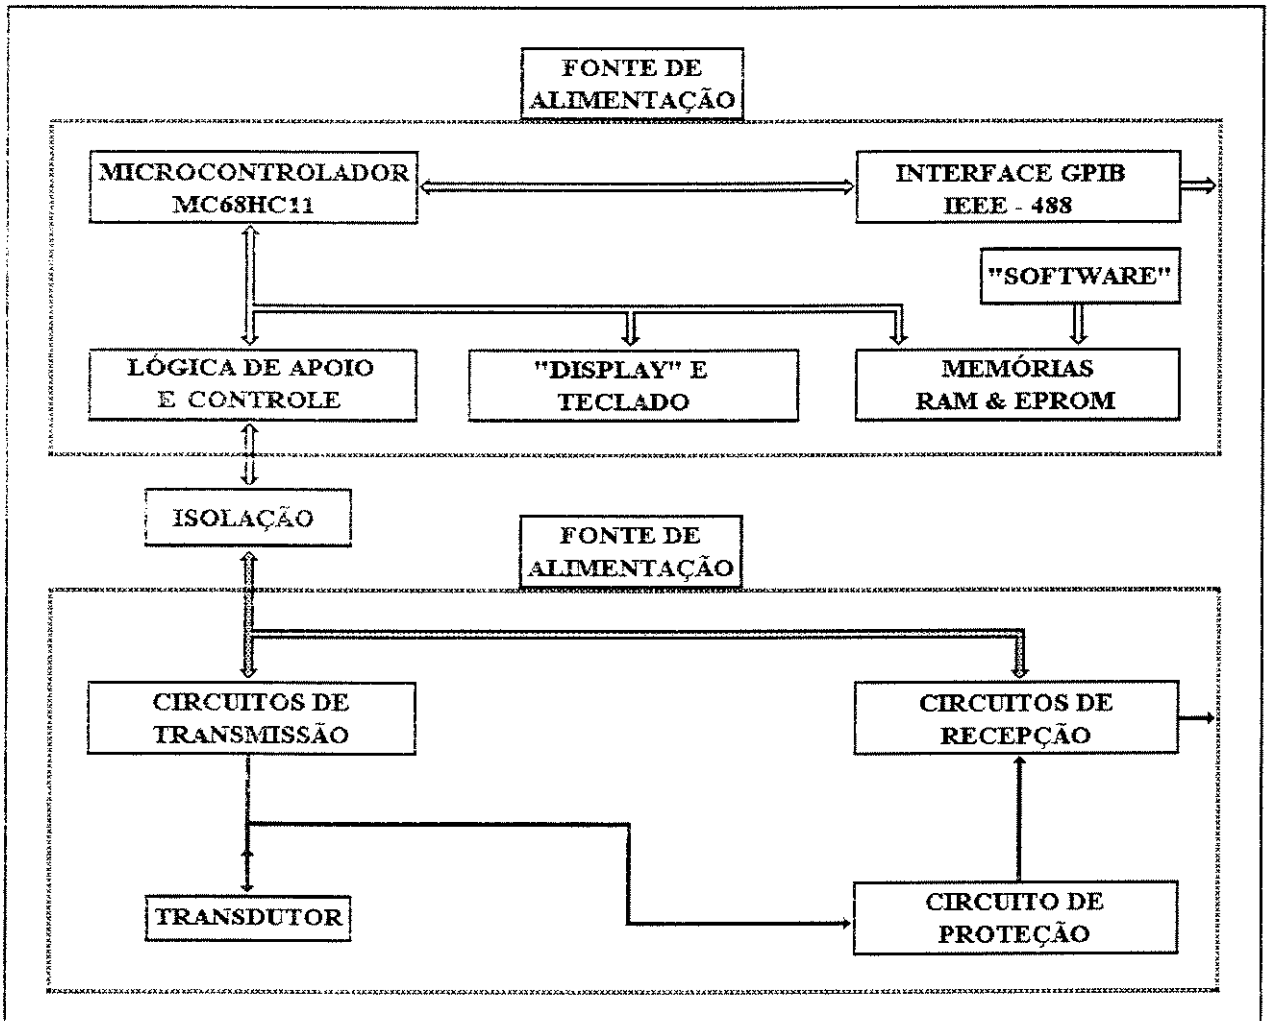 FONTE DE
ALIMENTAÇÃO
MICROCONTROLADOR
MC68HC11
INTERFACE GPIB
IEEE - 488
"SOFTWARE"
LÓGICA DE APOIO
E CONTROLE
"DISPLAY" E
TECLADO
MEMÓRIAS
RAM & EPROM
ISOLAÇÃO
FONTE DE
ALIMENTAÇÃO
CIRCUITOS DE
TRANSMISSÃO
CIRCUITOS DE
RECEPÇÃO
TRANSDUTOR
CIRCUITO DE
PROTEÇÃO